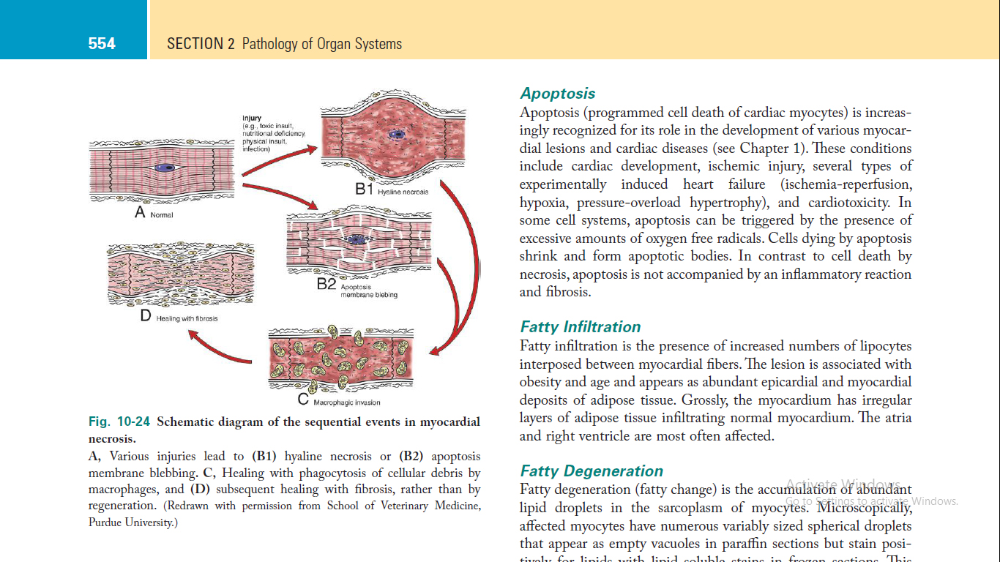 554
SECTION 2 Pathology of Organ Systems
Injury
(e.g., toxic insult,
nutritional deficiency,
physical insult,
infection)
A Normal
B1 Hyaline necrosis
B2 Apoptosis
membrane blebing
D Healing with fibrosis
C Macrophagic invasion
Fig. 10-24 Schematic diagram of the sequential events in myocardial
necrosis.
A, Various injuries lead to (B1) hyaline necrosis or (B2) apoptosis
membrane blebbing. C, Healing with phagocytosis of cellular debris by
macrophages, and (D) subsequent healing with fibrosis, rather than by
regeneration. (Redrawn with permission from School of Veterinary Medicine,
Purdue University.)
Apoptosis
Apoptosis (programmed cell death of cardiac myocytes) is increas-
ingly recognized for its role in the development of various myocar-
dial lesions and cardiac diseases (see Chapter 1). These conditions
include cardiac development, ischemic injury, several types of
experimentally induced heart failure (ischemia-reperfusion,
hypoxia, pressure-overload hypertrophy), and cardiotoxicity. In
some cell systems, apoptosis can be triggered by the presence of
excessive amounts of oxygen free radicals. Cells dying by apoptosis
shrink and form apoptotic bodies. In contrast to cell death by
necrosis, apoptosis is not accompanied by an inflammatory reaction
and fibrosis.
Fatty Infiltration
Fatty infiltration is the presence of increased numbers of lipocytes
interposed between myocardial fibers. The lesion is associated with
obesity and age and appears as abundant epicardial and myocardial
deposits of adipose tissue. Grossly, the myocardium has irregular
layers of adipose tissue infiltrating normal myocardium. The atria
and right ventricle are most often affected.
Fatty Degeneration
Fatty degeneration (fatty change) is the accumulation of abundant
lipid droplets in the sarcoplasm of myocytes. Microscopically,
affected myocytes have numerous variably sized spherical droplets
that appear as empty vacuoles in paraffin sections but stain posi-
tively for lipids with lipid soluble stains in frozen sections. This
Activate Windows
Go to Settings to activate Windows.